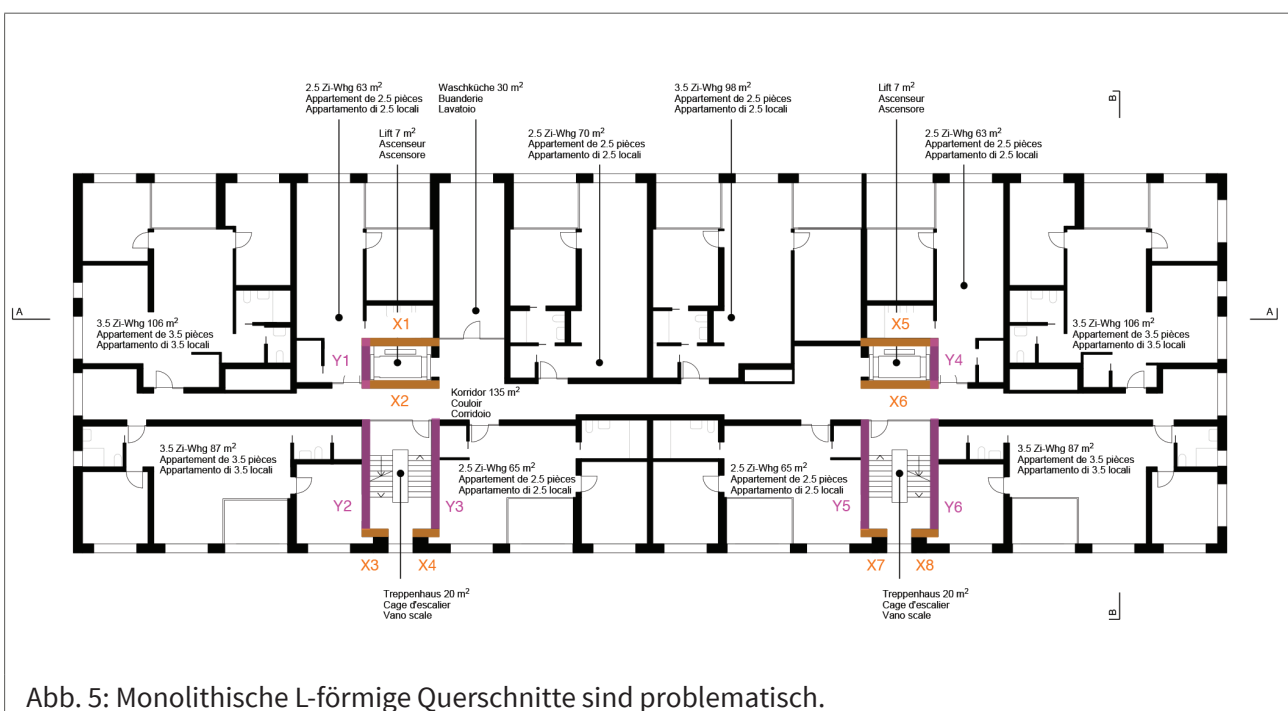 2.5 Zi-Whg 63 m²
Appartement de 2.5 pièces
Appartamento di 2.5 locali
Waschküche 30 m²
Buanderie
Lavatoio
3.5 Zi-Whg 98 m²
Appartement de 2.5 pièces
Appartamento di 2.5 locali
Lift 7 m²
Ascenseur
Ascensore
B
Lift 7 m²
Ascenseur
Ascensore
2.5 Zi-Whg 70 m²
Appartement de 2.5 pièces
Appartamento di 2.5 locali
2.5 Zi-Whg 63 m²
Appartement de 2.5 pièces
Appartamento di 2.5 locali
A
A
3.5 Zi-Whg 106 m²
Appartement de 3.5 pièces
Appartamento di 3.5 locali
X1
X5
3.5 Zi-Whg 106 m²
Appartement de 3.5 pièces
Appartamento di 3.5 locali
Y1
Y4
X2
X6
Korridor 135 m²
Couloir
Corridoio
3.5 Zi-Whg 87 m²
Appartement de 3.5 pièces
Appartamento di 3.5 locali
2.5 Zi-Whg 65 m²
Appartement de 2.5 pièces
Appartamento di 2.5 locali
2.5 Zi-Whg 65 m²
Appartement de 2.5 pièces
Appartamento di 2.5 locali
3.5 Zi-Whg 87 m²
Appartement de 3.5 pièces
Appartamento di 3.5 locali
Y2
Y3
Y5
Y6
X3
X4
X7
X8
Treppenhaus 20 m²
Cage d'escalier
Vano scale
Treppenhaus 20 m²
Cage d'escalier
Vano scale
B
Abb. 5: Monolithische L-förmige Querschnitte sind problematisch.